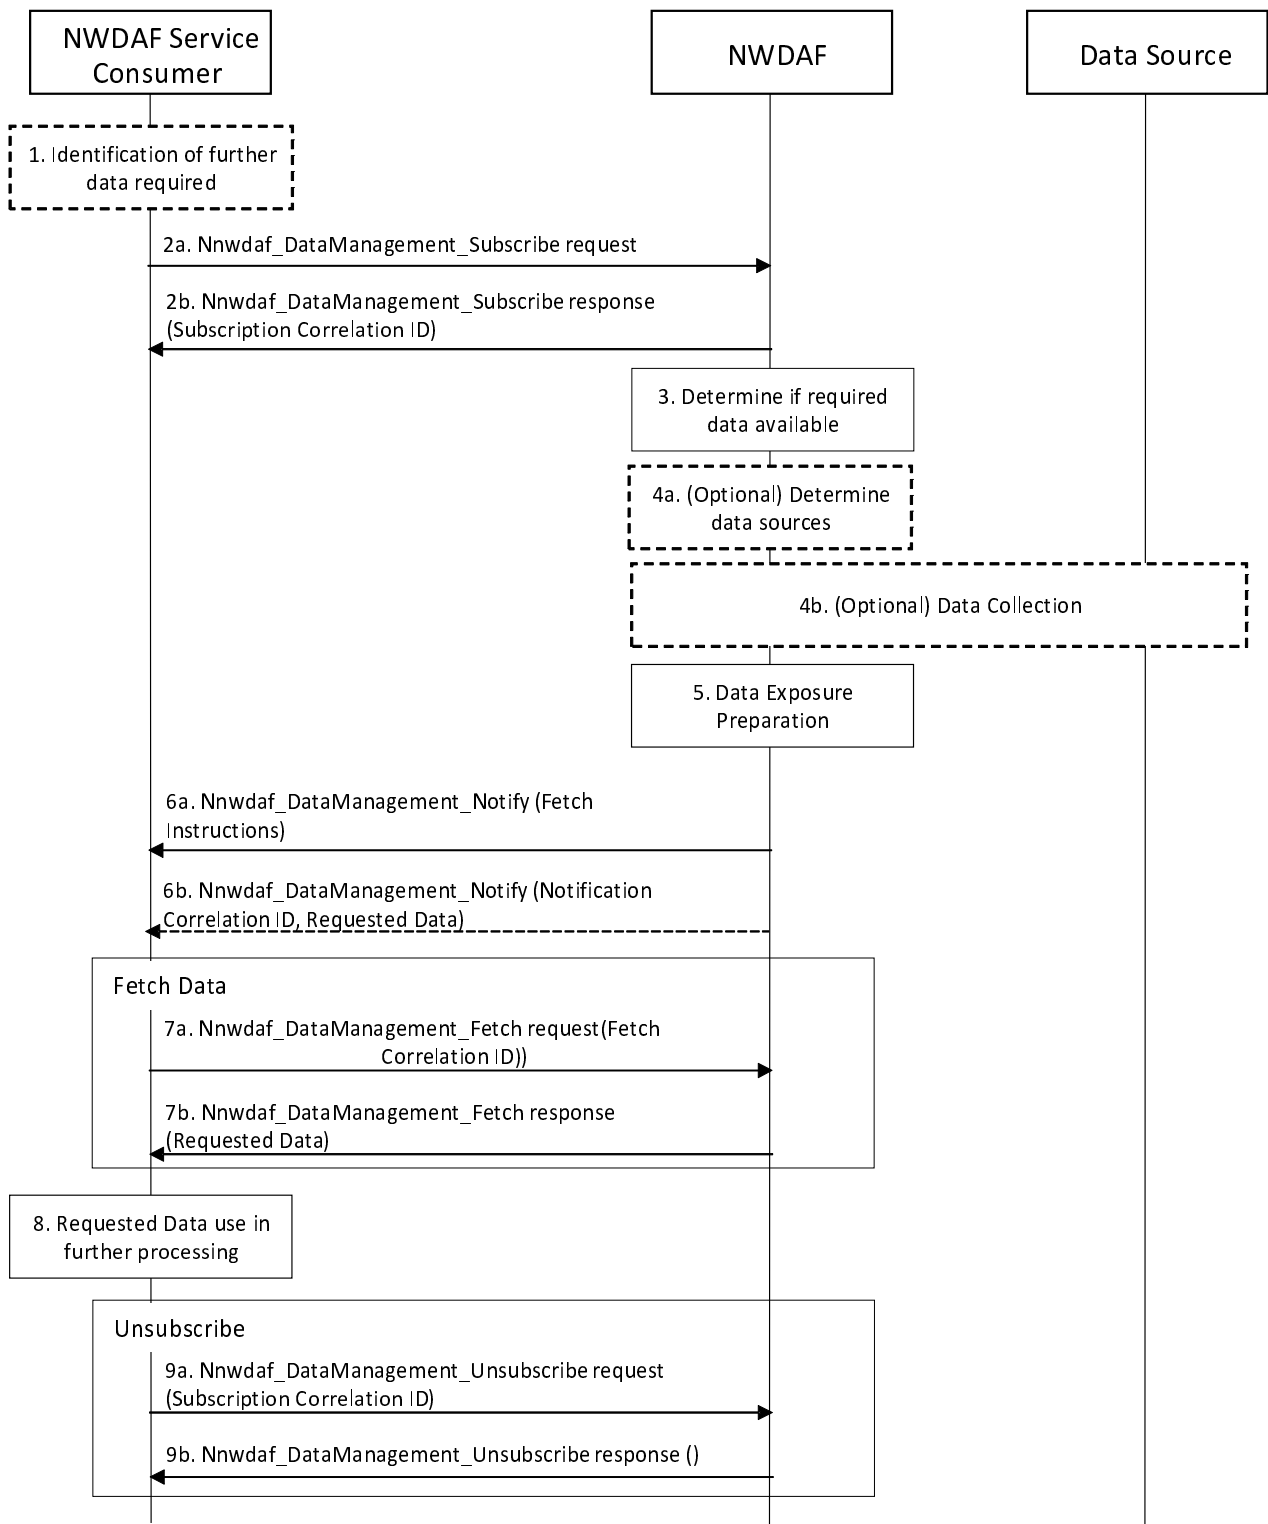 NWDAF Service
Consumer
NWDAF
Data Source
1. Identification of further
data required
2a. Nnwdaf_DataManagement_Subscribe request
2b. Nnwdaf_DataManagement_Subscribe response
(Subscription Correlation ID)
3. Determine if required
data available
4a. (Optional) Determine
data sources
4b. (Optional) Data Collection
5. Data Exposure
Preparation
6a. Nnwdaf_DataManagement_Notify (Fetch
Instructions)
6b. Nnwdaf_DataManagement_Notify (Notification
Correlation ID, Requested Data)
Fetch Data
7a. Nnwdaf_DataManagement_Fetch request(Fetch
Correlation ID))
7b. Nnwdaf_DataManagement_Fetch response
(Requested Data)
8. Requested Data use in
further processing
Unsubscribe
9a. Nnwdaf_DataManagement_Unsubscribe request
(Subscription Correlation ID)
9b. Nnwdaf_DataManagement_Unsubscribe response ()